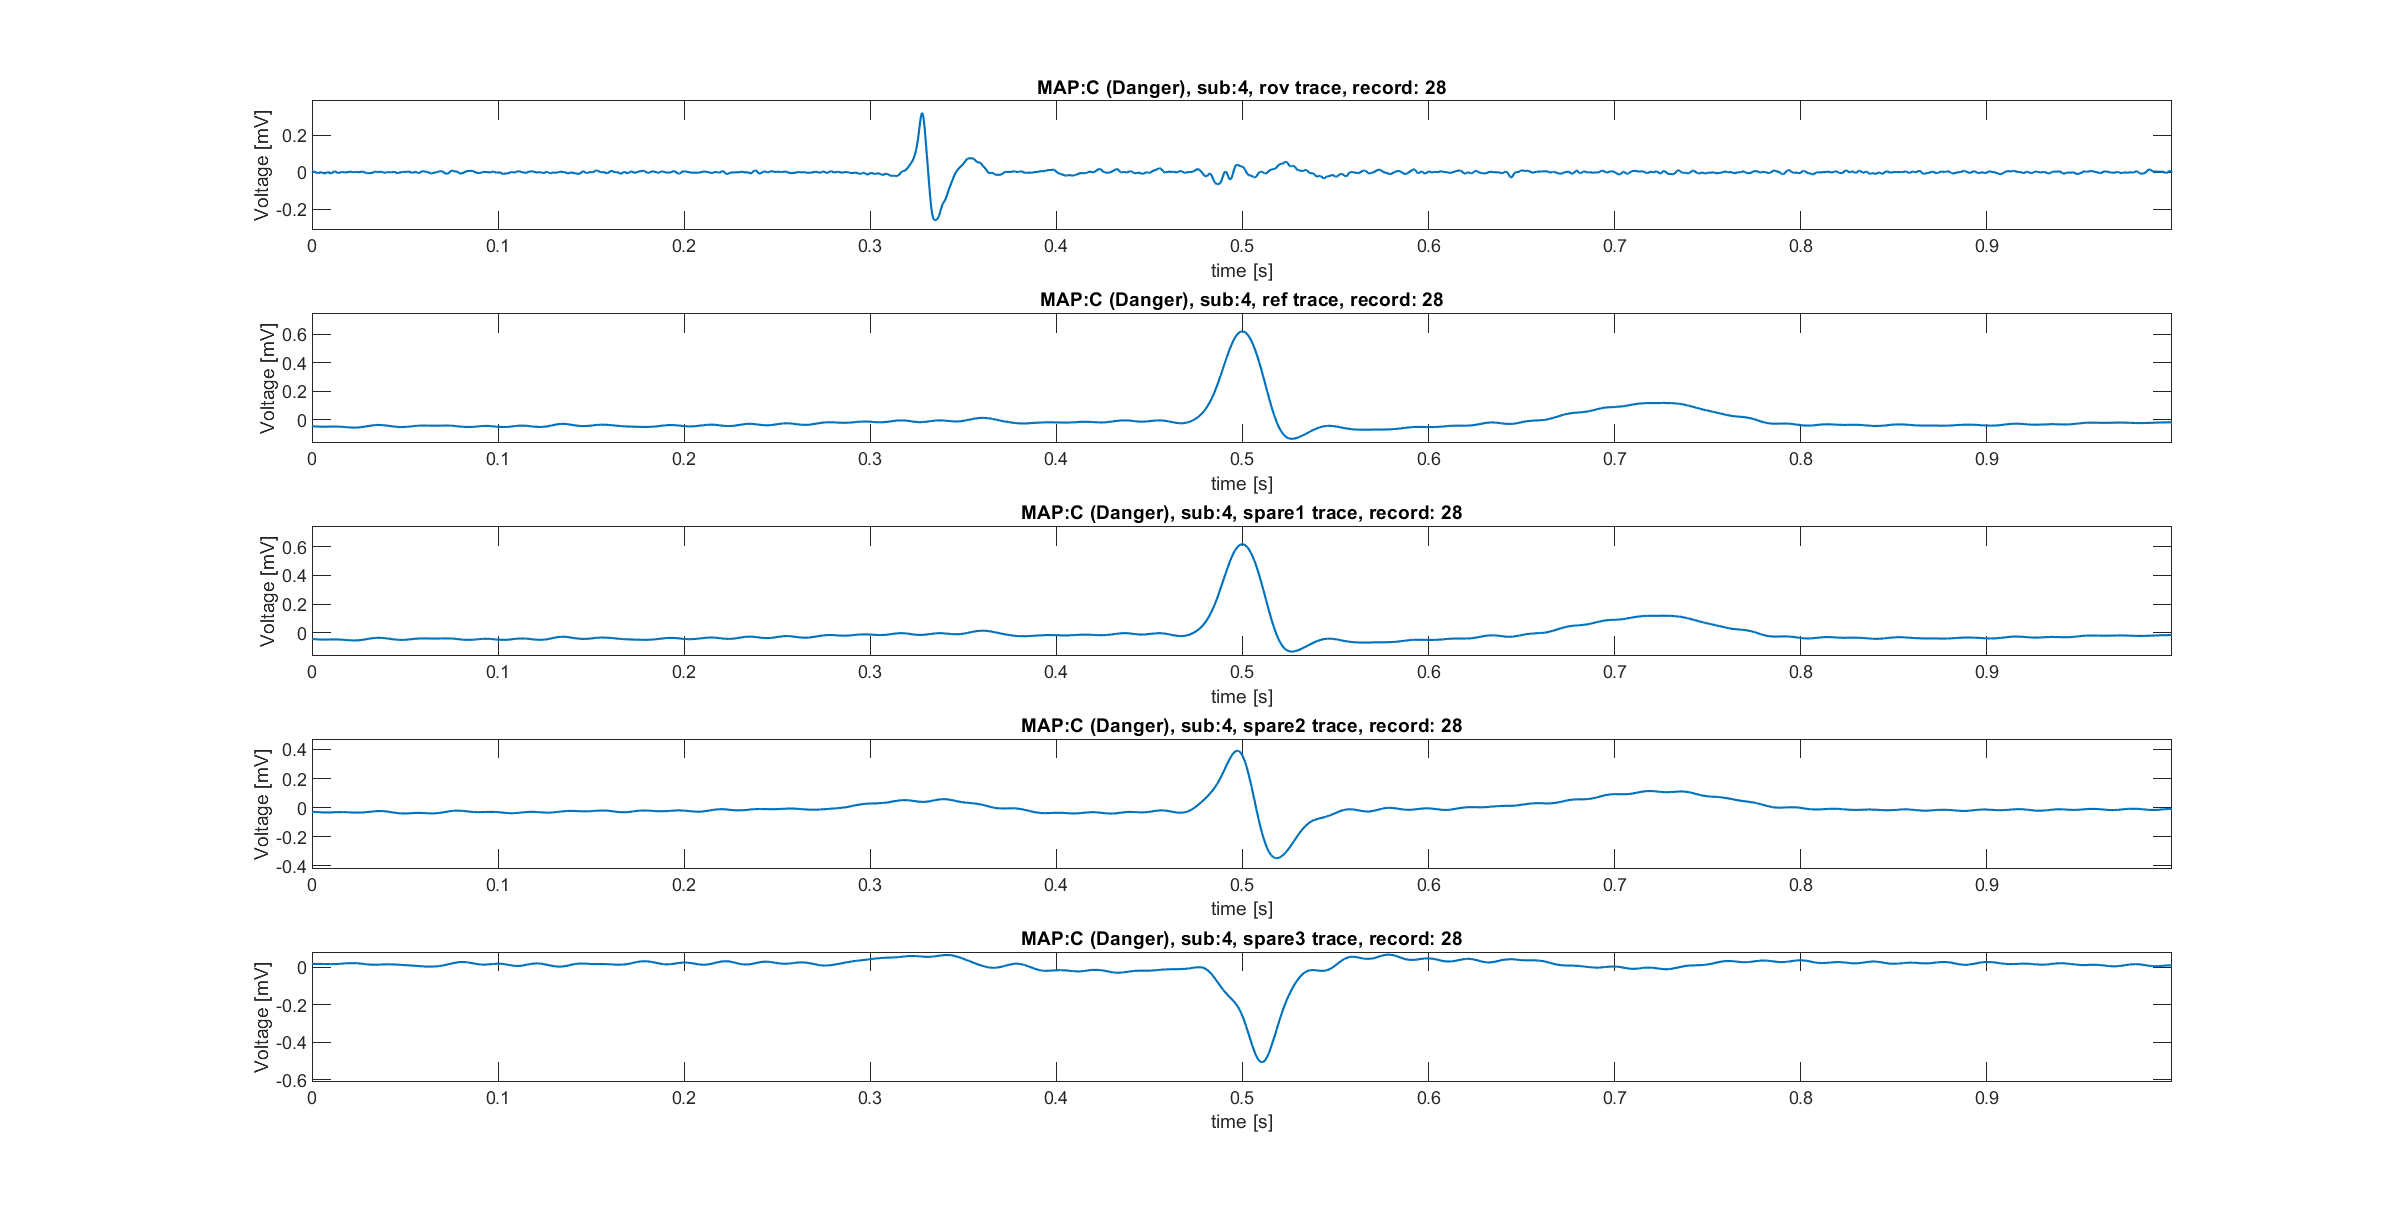 MAP:C (Danger), sub:4, rov trace, record: 28
Voltage [mV]
0.2
0
-0.2
0 0.1 0.2 0.3 0.4 0.5 0.6 0.7 0.8 0.9
time [s]
MAP:C (Danger), sub:4, ref trace, record: 28
Voltage [mV]
0.6
0.4
0.2
0
0 0.1 0.2 0.3 0.4 0.5 0.6 0.7 0.8 0.9
time [s]
MAP:C (Danger), sub:4, spare1 trace, record: 28
Voltage [mV]
0.6
0.4
0.2
0
0 0.1 0.2 0.3 0.4 0.5 0.6 0.7 0.8 0.9
time [s]
MAP:C (Danger), sub:4, spare2 trace, record: 28
Voltage [mV]
0.4
0.2
0
-0.2
-0.4
0 0.1 0.2 0.3 0.4 0.5 0.6 0.7 0.8 0.9
time [s]
MAP:C (Danger), sub:4, spare3 trace, record: 28
Voltage [mV]
0
-0.2
-0.4
-0.6
0 0.1 0.2 0.3 0.4 0.5 0.6 0.7 0.8 0.9
time [s]